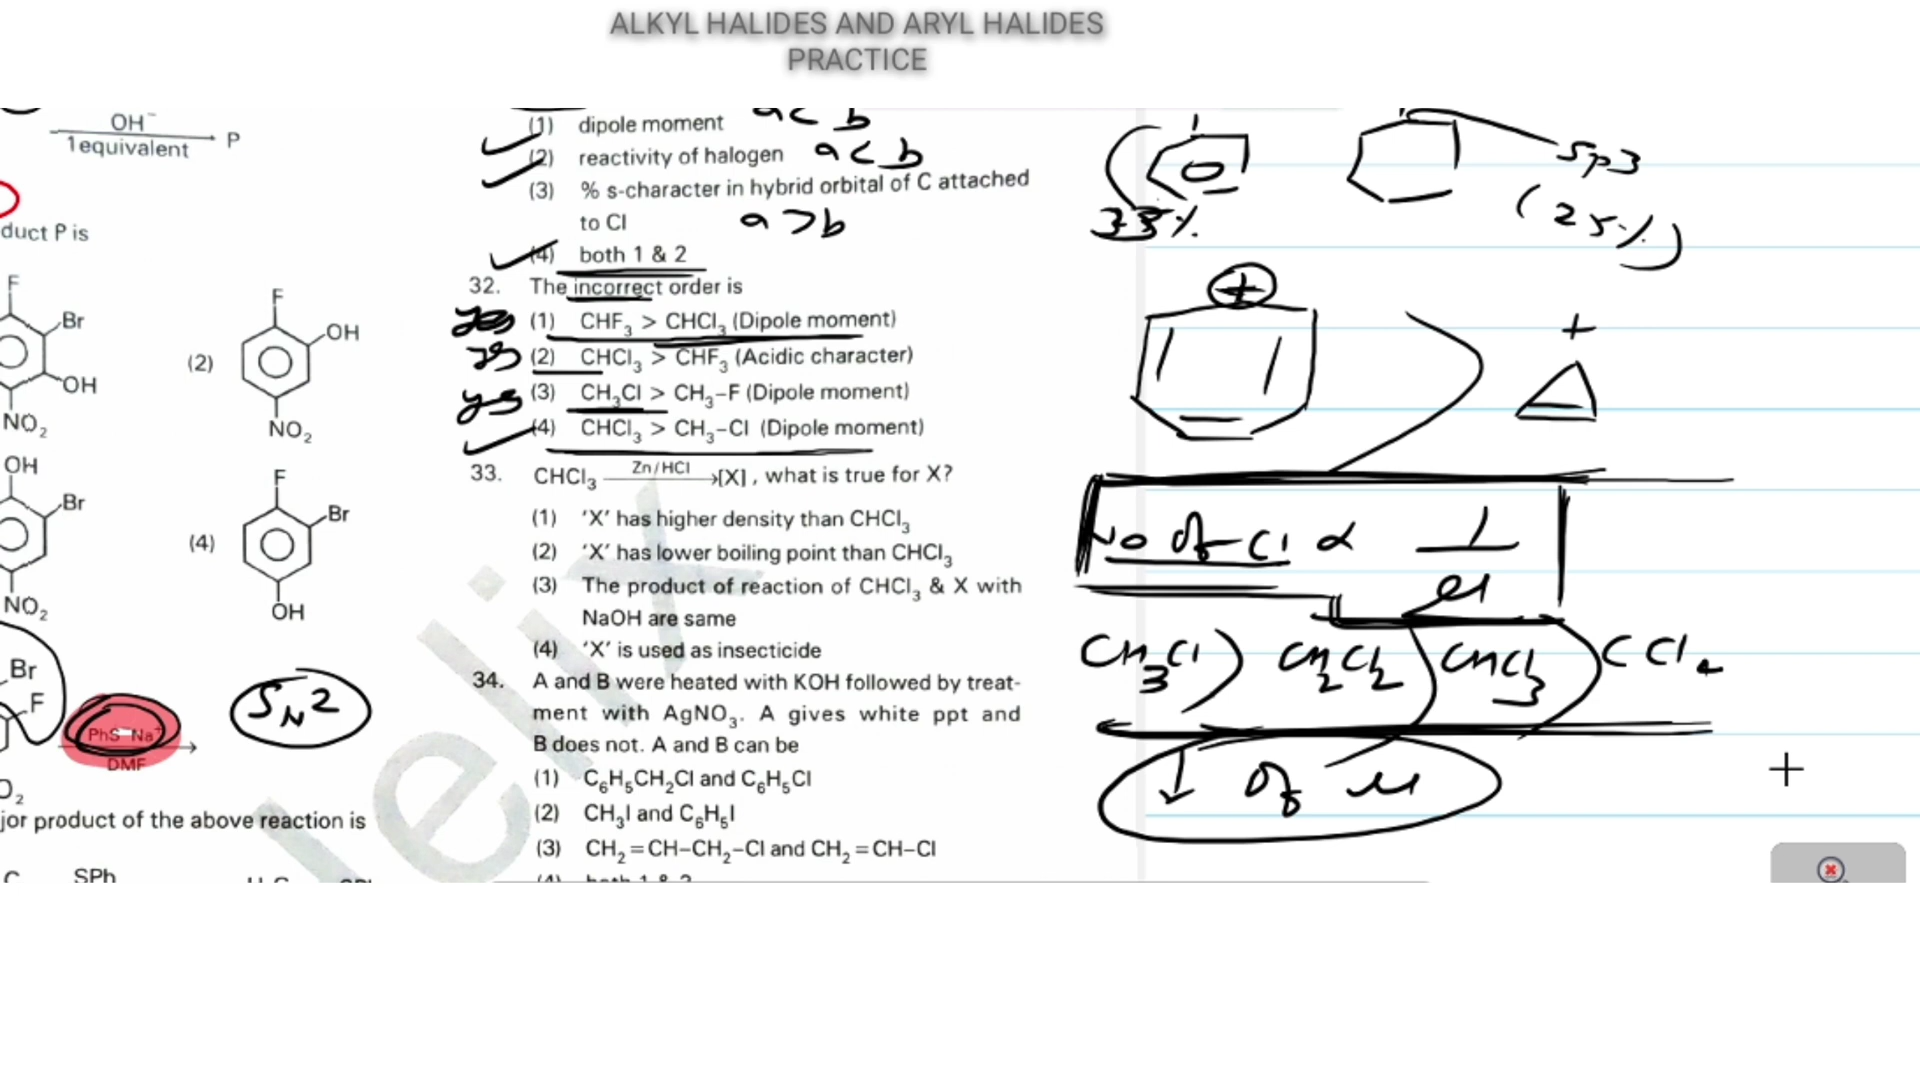 ALKYL HALIDES AND ARYL HALIDES
PRACTICE
OH⁻
1equivalent
P
duct P is
F
Br
OH
NO₂
(2)
F
OH
NO₂
OH
Br
NO₂
(4)
F
Br
OH
Br
F
PhS⁻Na⁺
DMF
SN2
O₂
jor product of the above reaction is
SPh
(1) dipole moment a < b
(2) reactivity of halogen a < b
(3) % s-character in hybrid orbital of C attached
to Cl a > b
(4) both 1 & 2
32. The incorrect order is
(1) CHF₃ > CHCl₃ (Dipole moment)
yes (2) CHCl₃ > CHF₃ (Acidic character)
yes (3) CH₃Cl > CH₃–F (Dipole moment)
(4) CHCl₃ > CH₃–Cl (Dipole moment)
33. CHCl₃ Zn/HCl →[X], what is true for X?
(1) ‘X’ has higher density than CHCl₃
(2) ‘X’ has lower boiling point than CHCl₃
(3) The product of reaction of CHCl₃ & X with
NaOH are same
(4) ‘X’ is used as insecticide
34. A and B were heated with KOH followed by treat-
ment with AgNO₃. A gives white ppt and
B does not. A and B can be
(1) C₆H₅CH₂Cl and C₆H₅Cl
(2) CH₃I and C₆H₅I
(3) CH₂=CH–CH₂–Cl and CH₂=CH–Cl
(4) both 1 & 2
33%
sp3
(25%)
+
+
No of Cl ∝ 1
μ
CH₃Cl > CH₂Cl₂ > CHCl₃ > CCl₄
↓ of μ